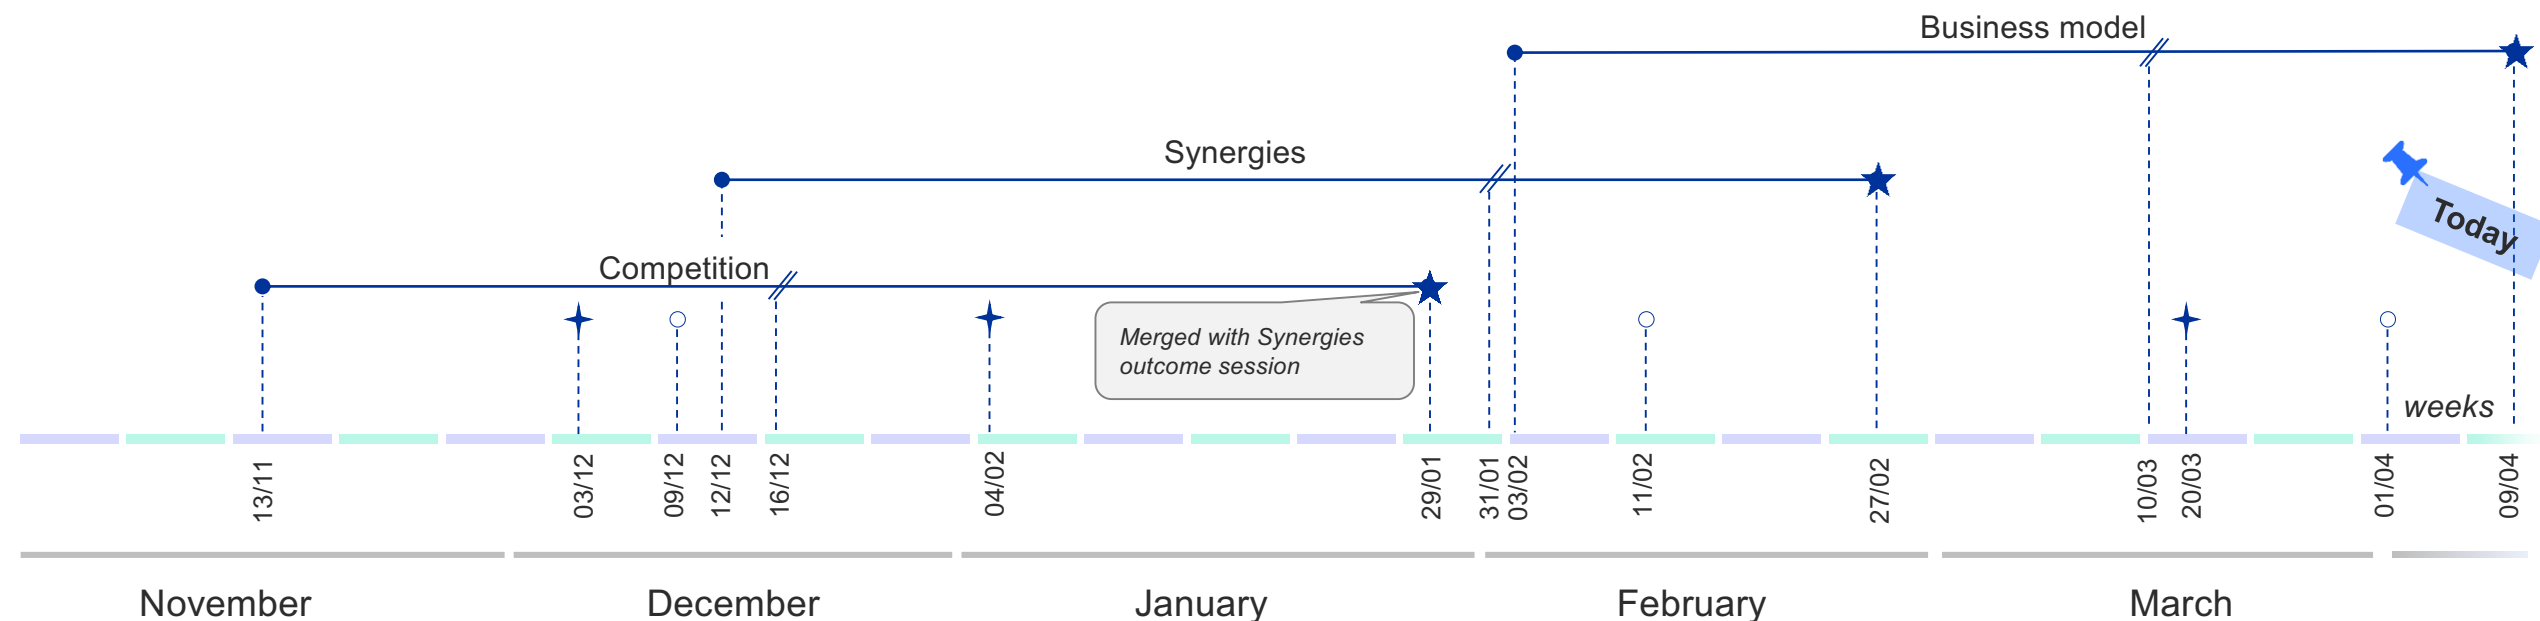 Business model
Synergies
Today
Competition
Merged with Synergies
outcome session
weeks
13/11
03/12
09/12
12/12
16/12
04/02
29/01
31/01
03/02
11/02
27/02
10/03
20/03
01/04
09/04
November
December
January
February
March